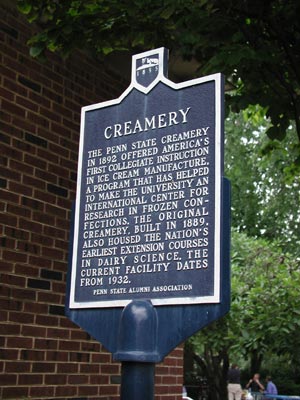 1855
CREAMERY
THE PENN STATE CREAMERY
IN 1892 OFFERED AMERICA'S
FIRST COLLEGIATE INSTRUCTION
IN ICE CREAM MANUFACTURE,
A PROGRAM THAT HAS HELPED
TO MAKE THE UNIVERSITY AN
INTERNATIONAL CENTER FOR
RESEARCH IN FROZEN CON-
FECTIONS. THE ORIGINAL
CREAMERY, BUILT IN 1889,
ALSO HOUSED THE NATION'S
EARLIEST EXTENSION COURSES
IN DAIRY SCIENCE. THE
CURRENT FACILITY DATES
FROM 1932.
PENN STATE ALUMNI ASSOCIATION